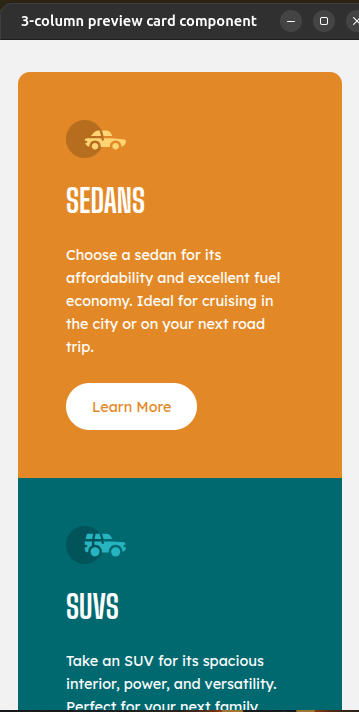 3-column preview card component
SEDANS
Choose a sedan for its
affordability and excellent fuel
economy. Ideal for cruising in
the city or on your next road
trip.
Learn More
SUVS
Take an SUV for its spacious
interior, power, and versatility.
Perfect for your next family